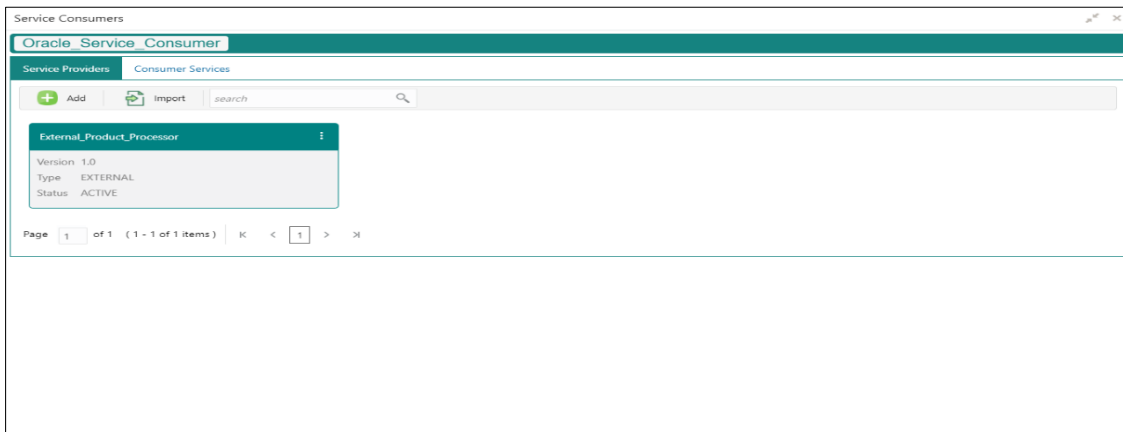 Service Consumers
Oracle_Service_Consumer
Service Providers Consumer Services
Add Import search
External_Product_Processor
Version 1.0
Type EXTERNAL
Status ACTIVE
Page 1 of 1 ( 1 - 1 of 1 items ) 1